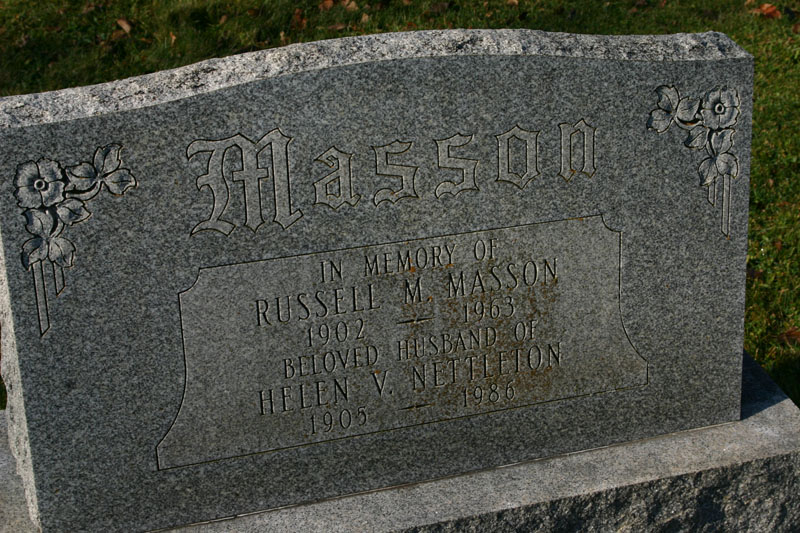 Masson
IN MEMORY OF
RUSSELL M. MASSON
1902 — 1963
BELOVED HUSBAND OF
HELEN V. NETTLETON
1905 — 1986